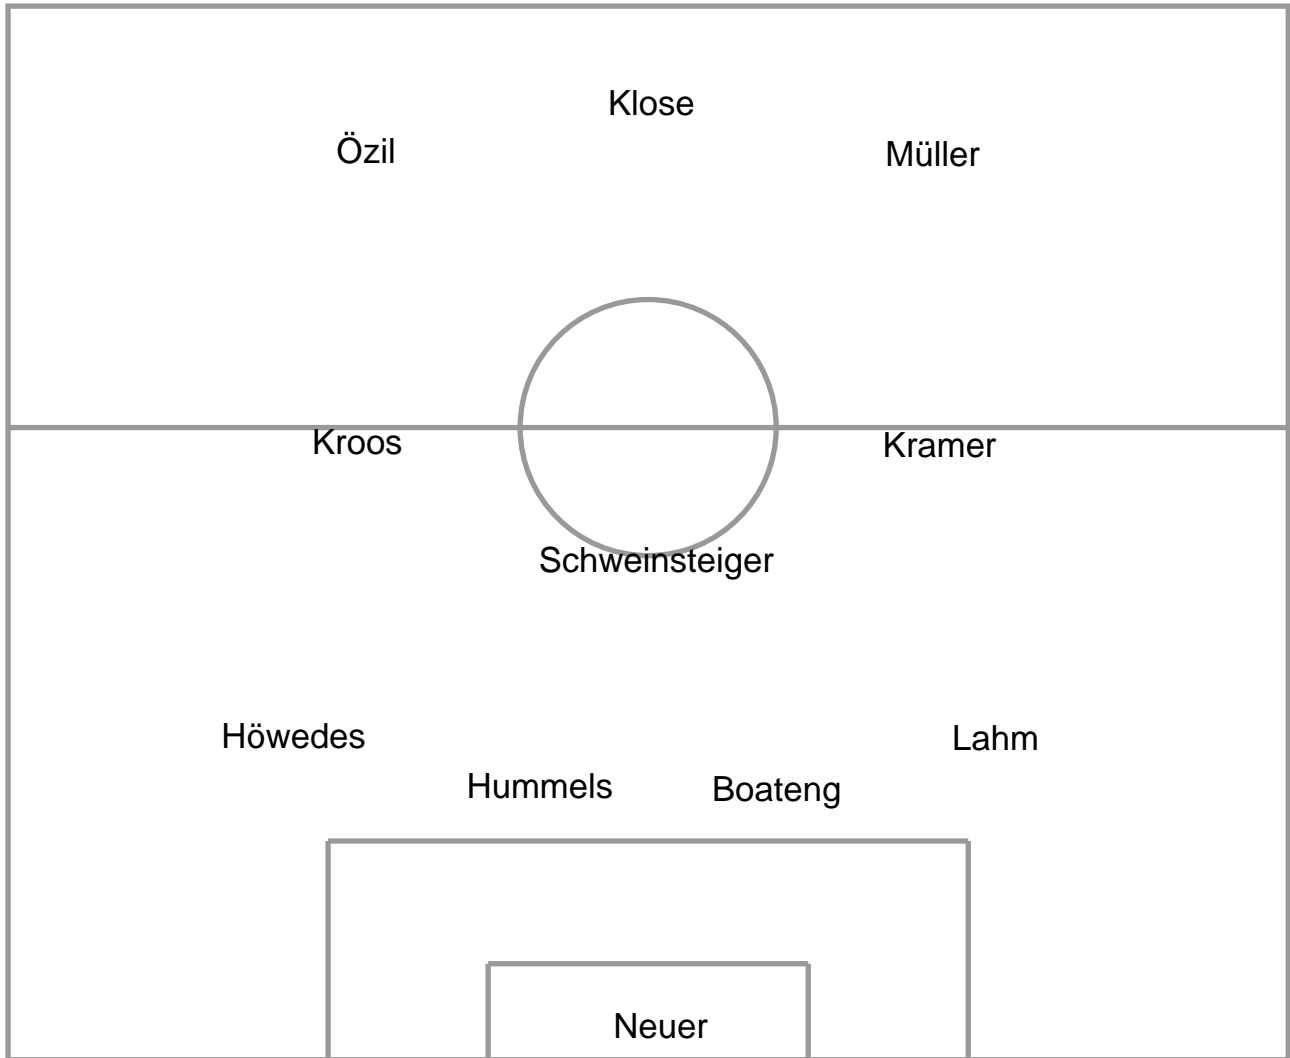 Klose
Özil
Müller
Kroos
Kramer
Schweinsteiger
Höwedes
Lahm
Hummels
Boateng
Neuer